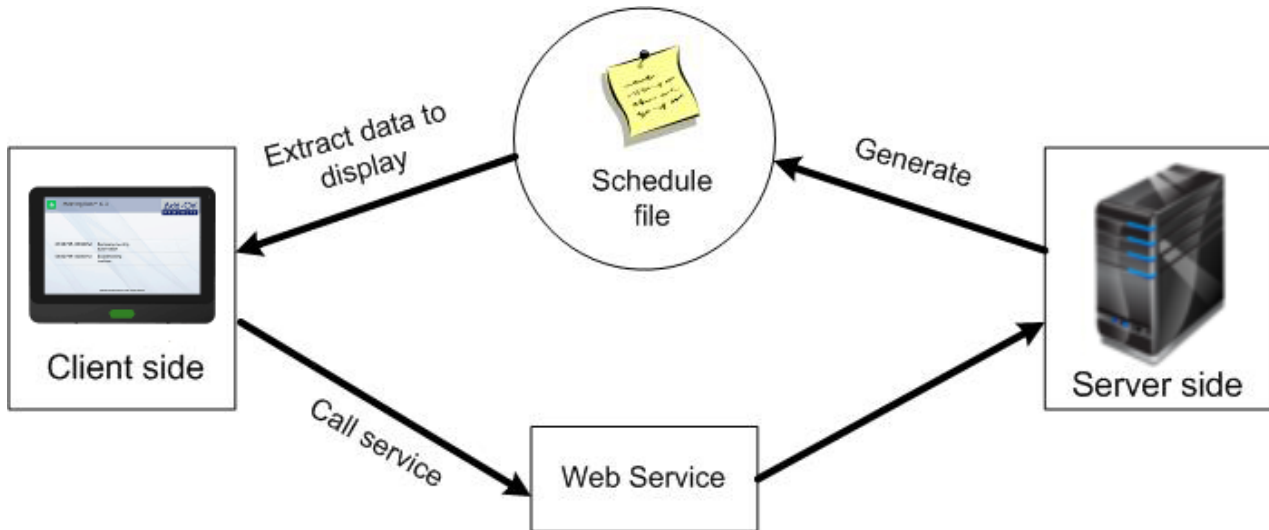 Extract data to
display
Schedule
file
Generate
Client side
Server side
Call service
Web Service